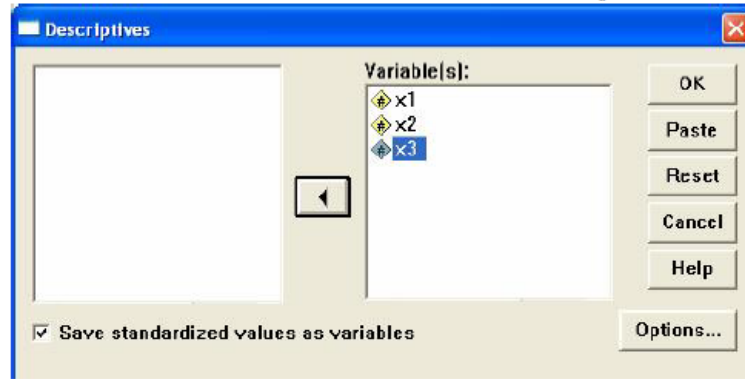 Descriptives
Variable(s):
x1
x2
x3
OK
Paste
Reset
Cancel
Help
Save standardized values as variables
Options...